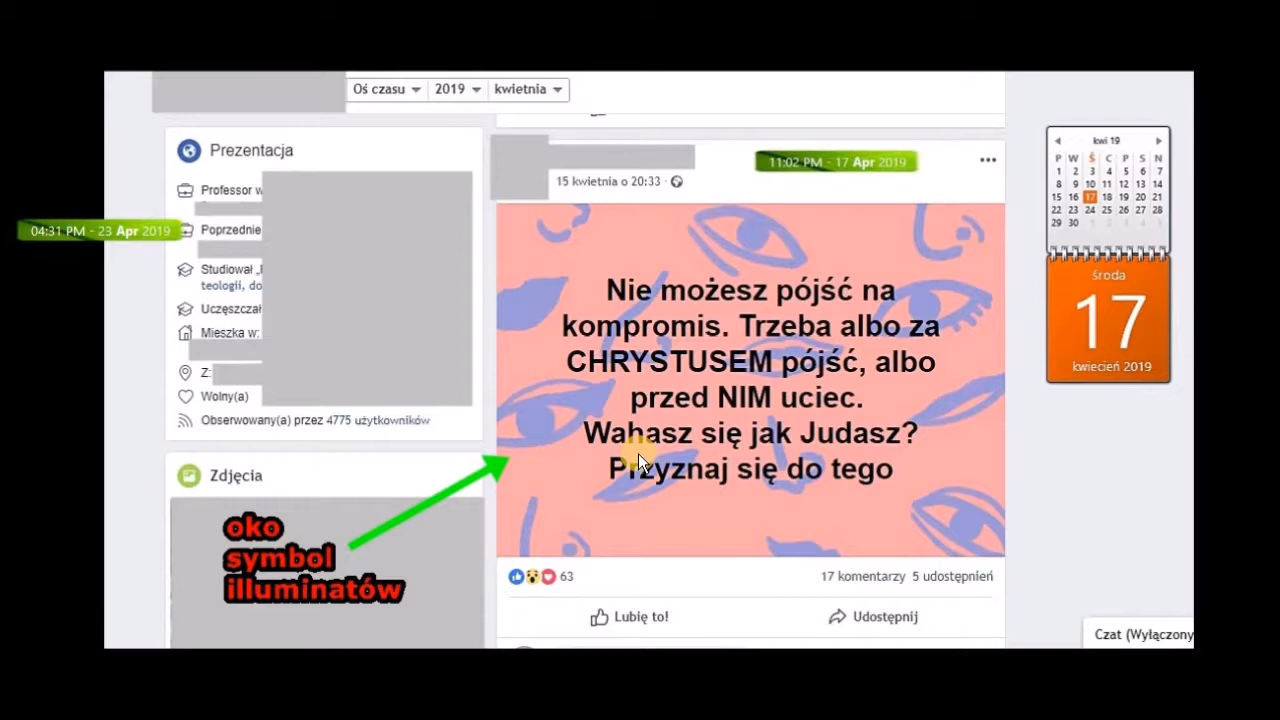 Oś czasu
2019
kwietnia
Prezentacja
Professor w
Poprzednie
Studiował „
teologii, do
Uczęszczał
Mieszka w:
Z:
Wolny(a)
Obserwowany(a) przez 4775 użytkowników
Zdjęcia
04:31 PM - 23 Apr 2019
oko
symbol
illuminatów
11:02 PM - 17 Apr 2019
15 kwietnia o 20:33
Nie możesz pójść na
kompromis. Trzeba albo za
CHRYSTUSEM pójść, albo
przed NIM uciec.
Wahasz się jak Judasz?
Przyznaj się do tego
63
17 komentarzy 5 udostępnień
Lubię to!
Udostępnij
kwi 19
P W Ś C P S N
1 2 3 4 5 6 7
8 9 10 11 12 13 14
15 16 17 18 19 20 21
22 23 24 25 26 27 28
29 30 1 2 3 4 5
środa
17
kwiecień 2019
Czat (Wyłączony